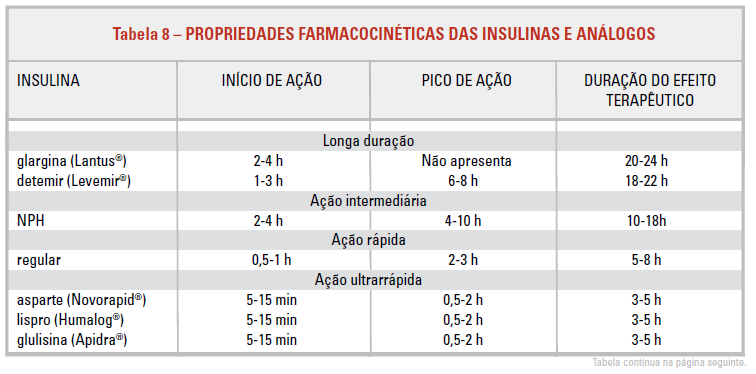 Tabela 8 – PROPRIEDADES FARMACOCINÉTICAS DAS INSULINAS E ANÁLOGOS
INSULINA INÍCIO DE AÇÃO PICO DE AÇÃO DURAÇÃO DO EFEITO TERAPÊUTICO
Longa duração
glargina (Lantus®) 2-4 h Não apresenta 20-24 h
detemir (Levemir®) 1-3 h 6-8 h 18-22 h
Ação intermediária
NPH 2-4 h 4-10 h 10-18h
Ação rápida
regular 0,5-1 h 2-3 h 5-8 h
Ação ultrarrápida
asparte (Novorapid®) 5-15 min 0,5-2 h 3-5 h
lispro (Humalog®) 5-15 min 0,5-2 h 3-5 h
glulisina (Apidra®) 5-15 min 0,5-2 h 3-5 h
Tabela continua na página seguinte.